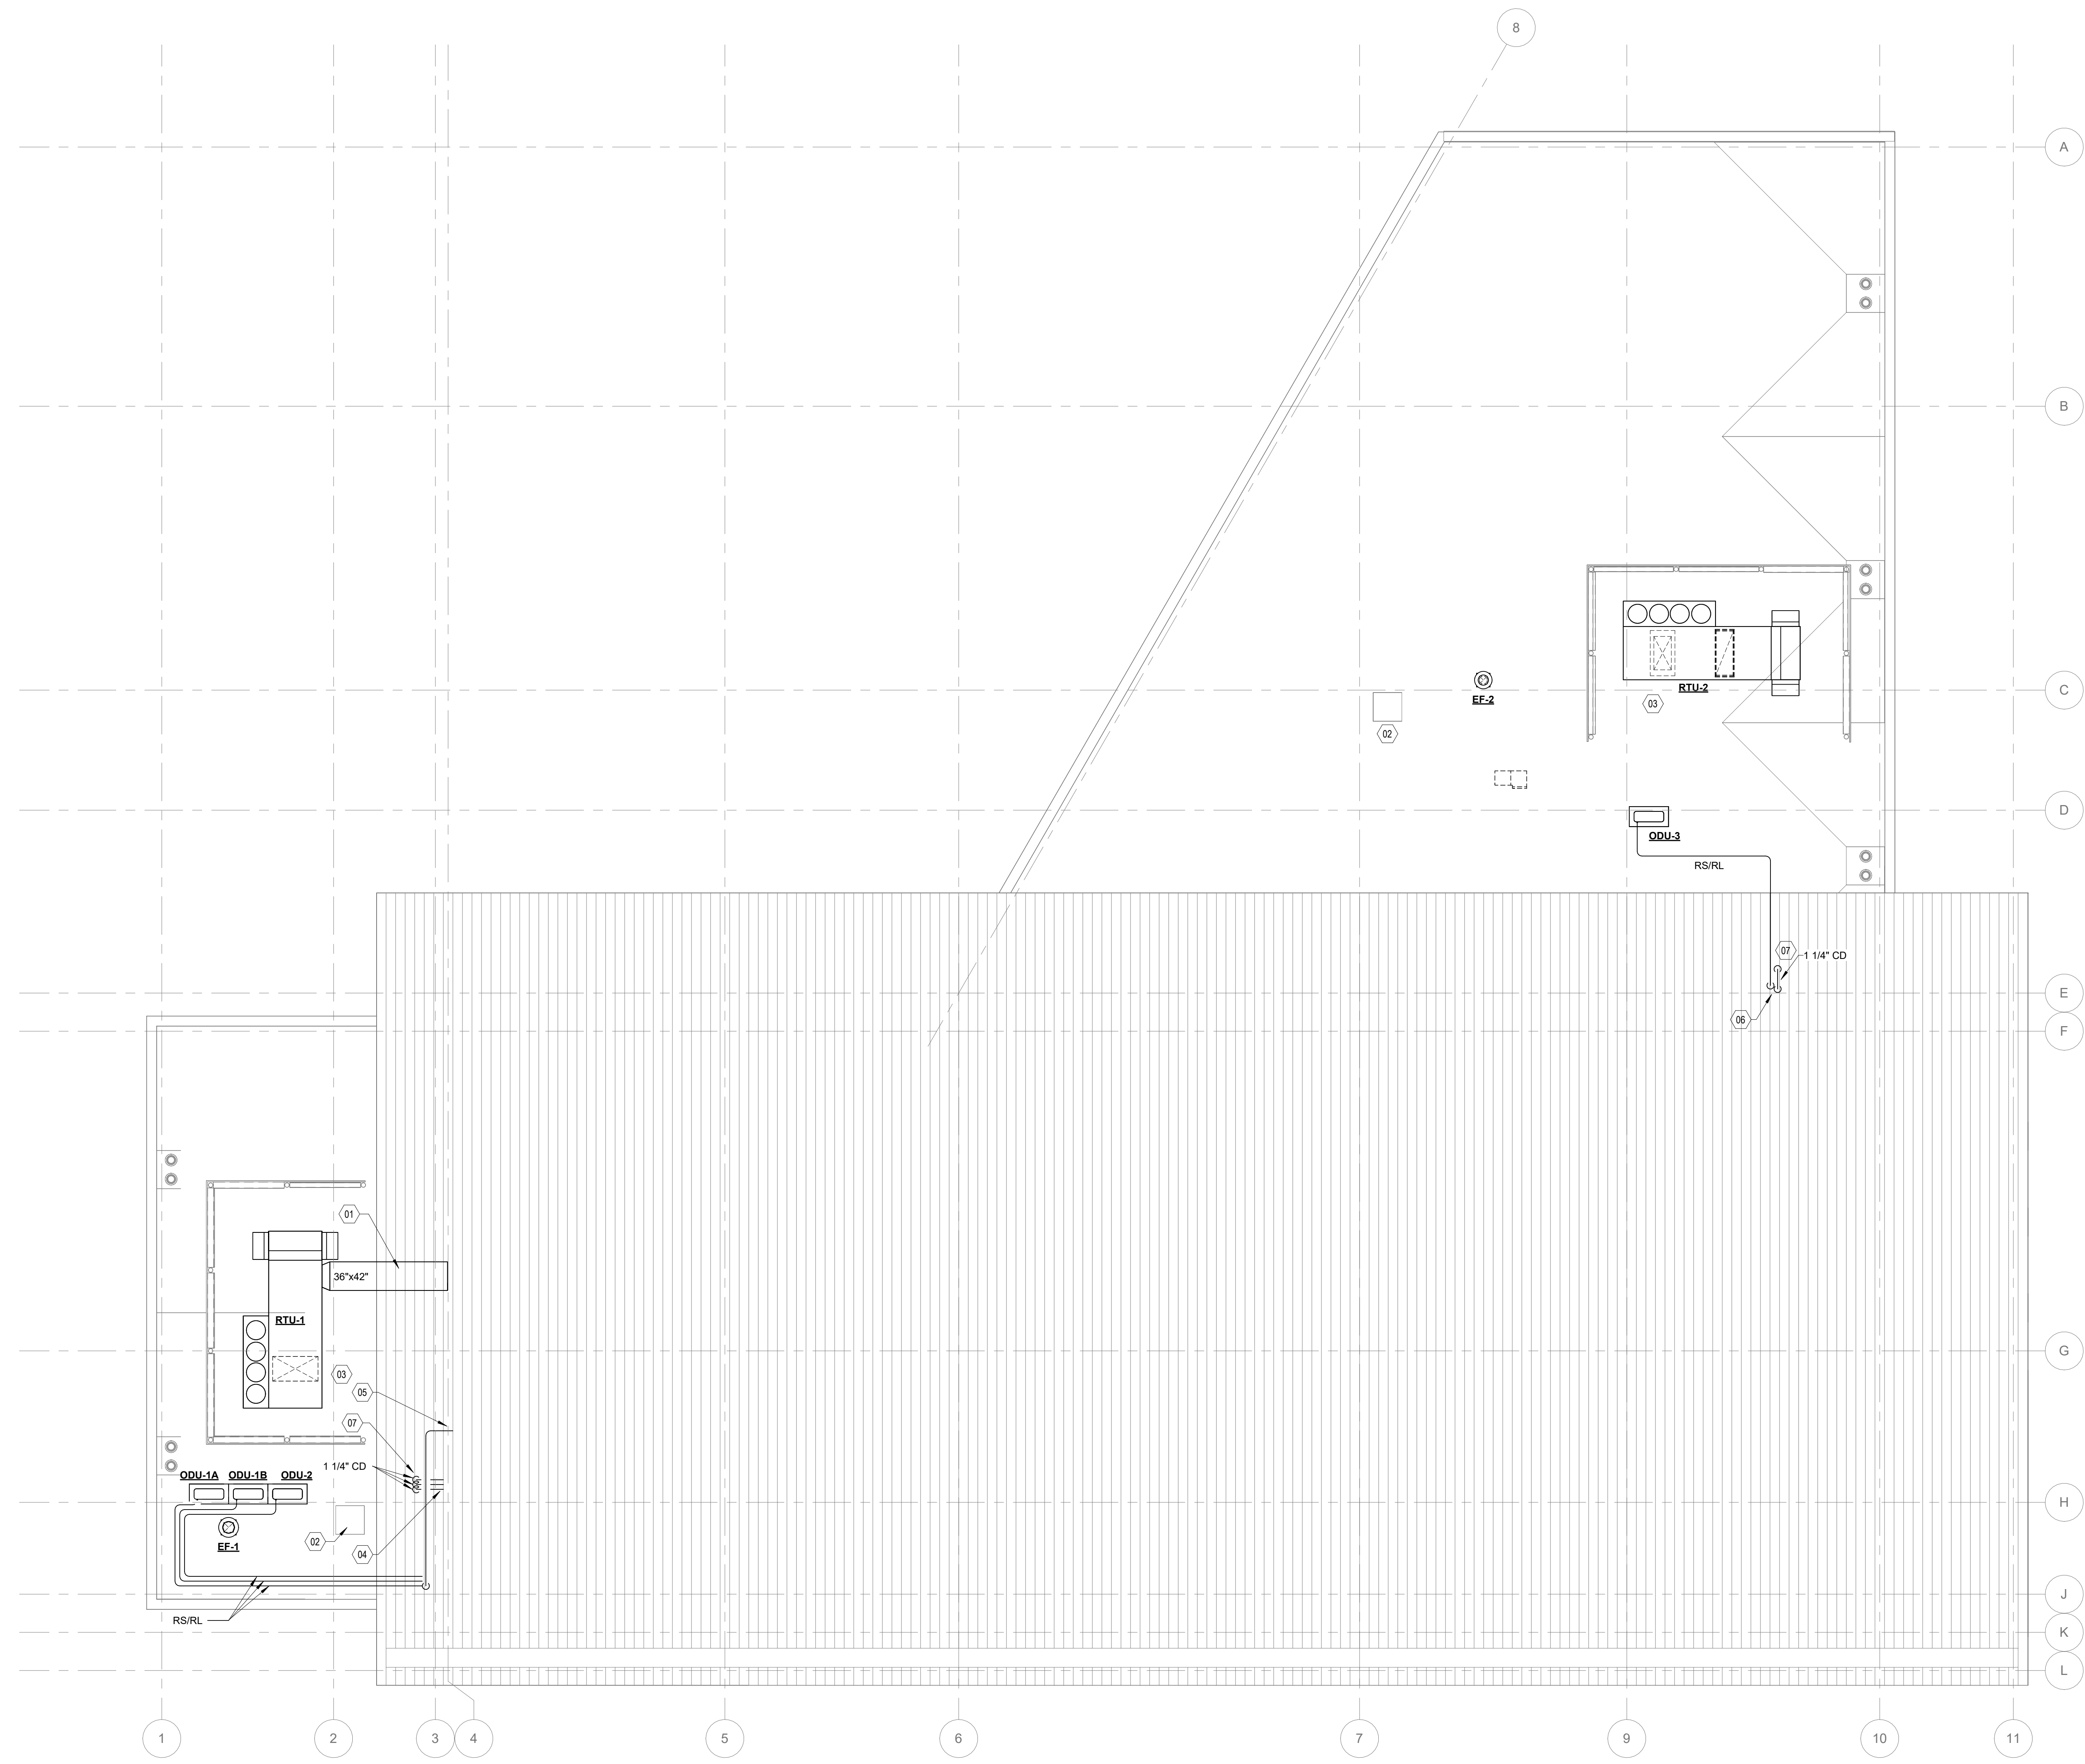 8
A
B
RTU-2
C
EF-2
03
02
D
ODU-3
RS/RL
07
1 1/4" CD
E
06
F
01
36"x42"
RTU-1
G
03
05
07
1 1/4" CD
ODU-1A ODU-1B ODU-2
H
02
EF-1
04
J
RS/RL
K
L
1 2 3 4 5 6 7 9 10 11